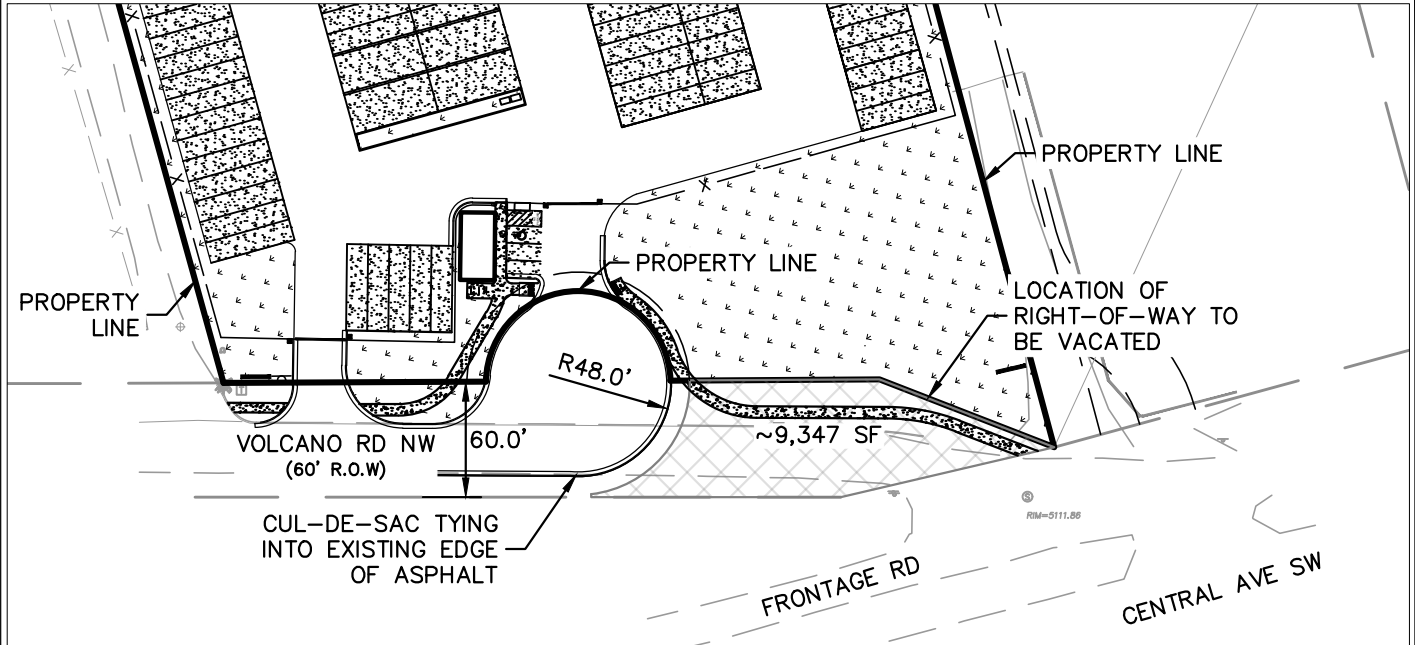 PROPERTY LINE
PROPERTY LINE
LOCATION OF
RIGHT-OF-WAY TO
BE VACATED
PROPERTY
LINE
R48.0'
VOLCANO RD NW
(60' R.O.W)
60.0'
~9,347 SF
CUL-DE-SAC TYING
INTO EXISTING EDGE
OF ASPHALT
RIM=5111.86
FRONTAGE RD
CENTRAL AVE SW